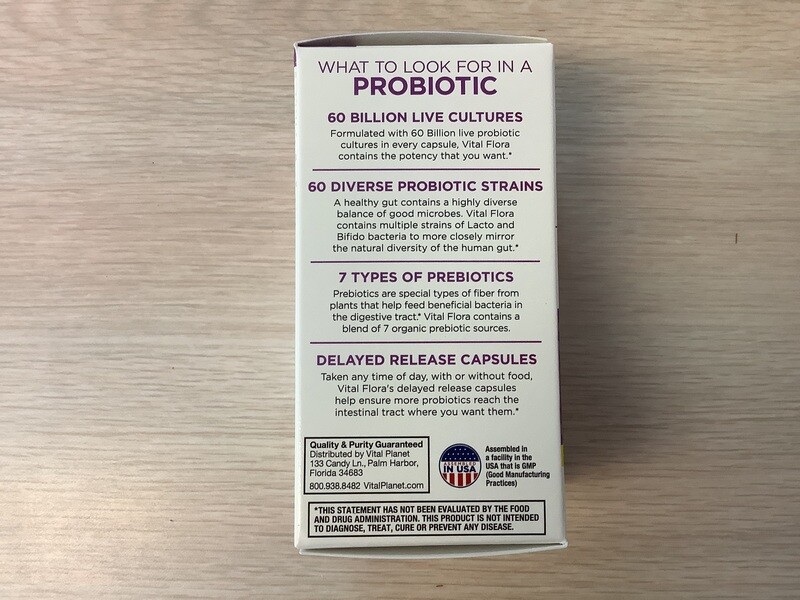 WHAT TO LOOK FOR IN A
PROBIOTIC
60 BILLION LIVE CULTURES
Formulated with 60 Billion live probiotic
cultures in every capsule, Vital Flora
contains the potency that you want.*
60 DIVERSE PROBIOTIC STRAINS
A healthy gut contains a highly diverse
balance of good microbes. Vital Flora
contains multiple strains of Lacto and
Bifido bacteria to more closely mirror
the natural diversity of the human gut.*
7 TYPES OF PREBIOTICS
Prebiotics are special types of fiber from
plants that help feed beneficial bacteria in
the digestive tract.* Vital Flora contains a
blend of 7 organic prebiotic sources.
DELAYED RELEASE CAPSULES
Taken any time of day, with or without food,
Vital Flora's delayed release capsules
help ensure more probiotics reach the
intestinal tract where you want them.*
Quality & Purity Guaranteed
Distributed by Vital Planet
133 Candy Ln., Palm Harbor,
Florida 34683
800.938.8482 VitalPlanet.com
ASSEMBLED
IN USA
Assembled in
a facility in the
USA that is GMP
(Good Manufacturing
Practices)
*THIS STATEMENT HAS NOT BEEN EVALUATED BY THE FOOD
AND DRUG ADMINISTRATION. THIS PRODUCT IS NOT INTENDED
TO DIAGNOSE, TREAT, CURE OR PREVENT ANY DISEASE.